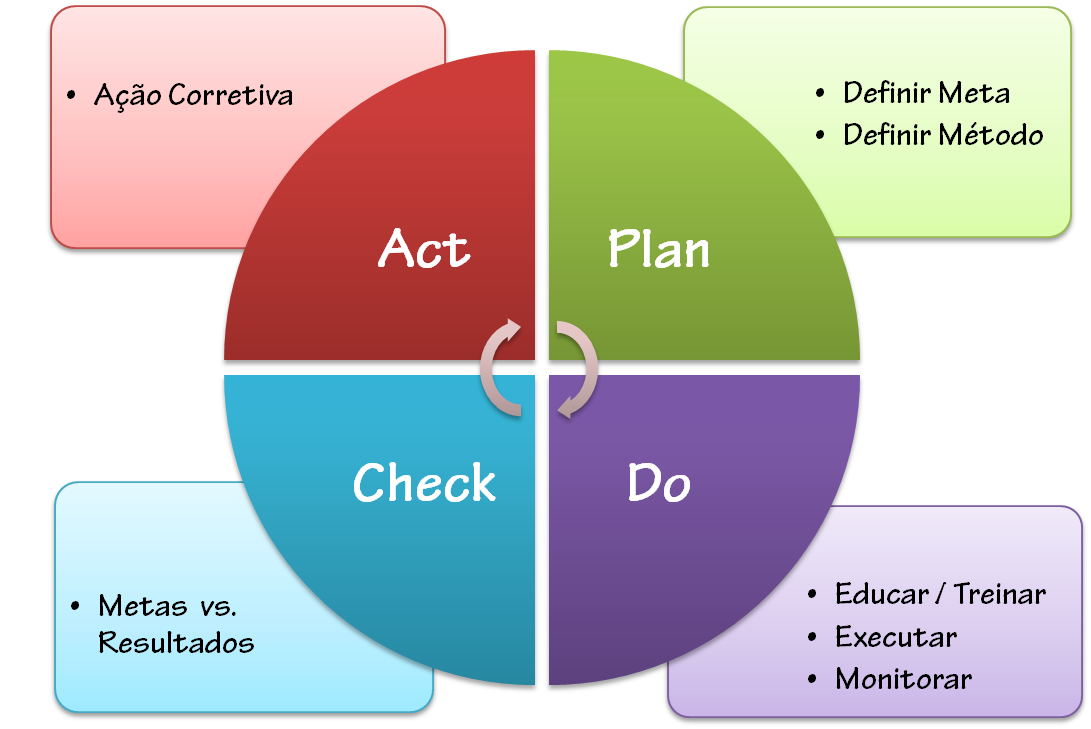 • Ação Corretiva
• Definir Meta
• Definir Método
Act
Plan
Check
Do
• Metas vs.
Resultados
• Educar / Treinar
• Executar
• Monitorar